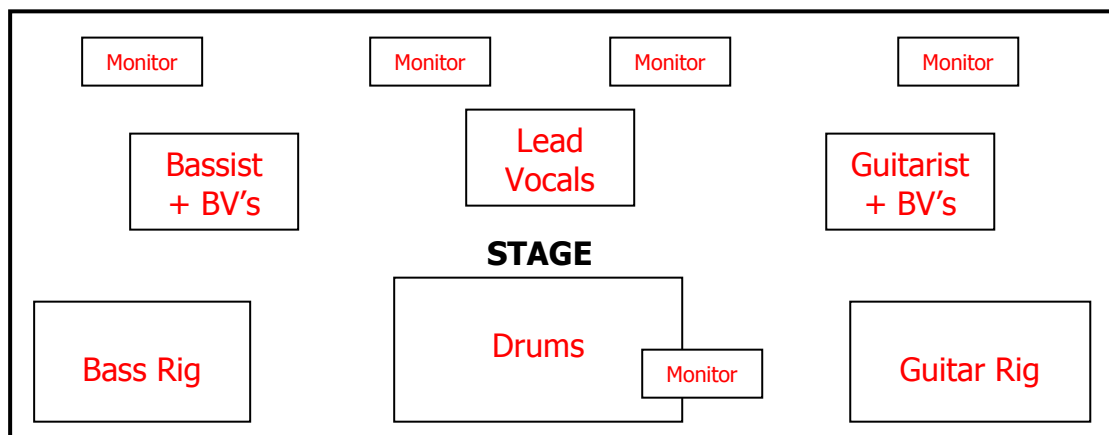 Monitor
Monitor
Monitor
Monitor
Bassist
+ BV’s
Lead
Vocals
Guitarist
+ BV’s
STAGE
Bass Rig
Drums
Monitor
Guitar Rig